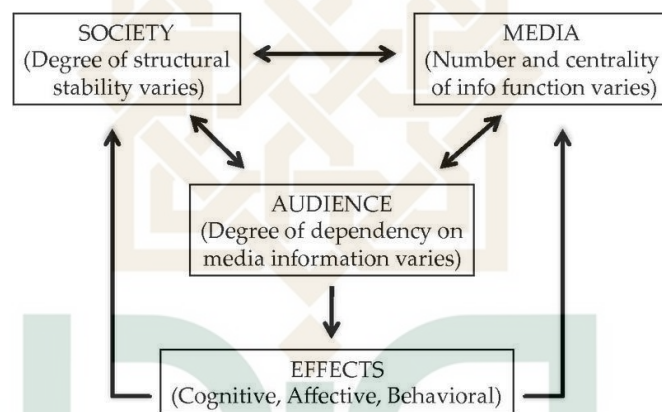 SOCIETY
(Degree of structural
stability varies)
MEDIA
(Number and centrality
of info function varies)
AUDIENCE
(Degree of dependency on
media information varies)
EFFECTS
(Cognitive, Affective, Behavioral)